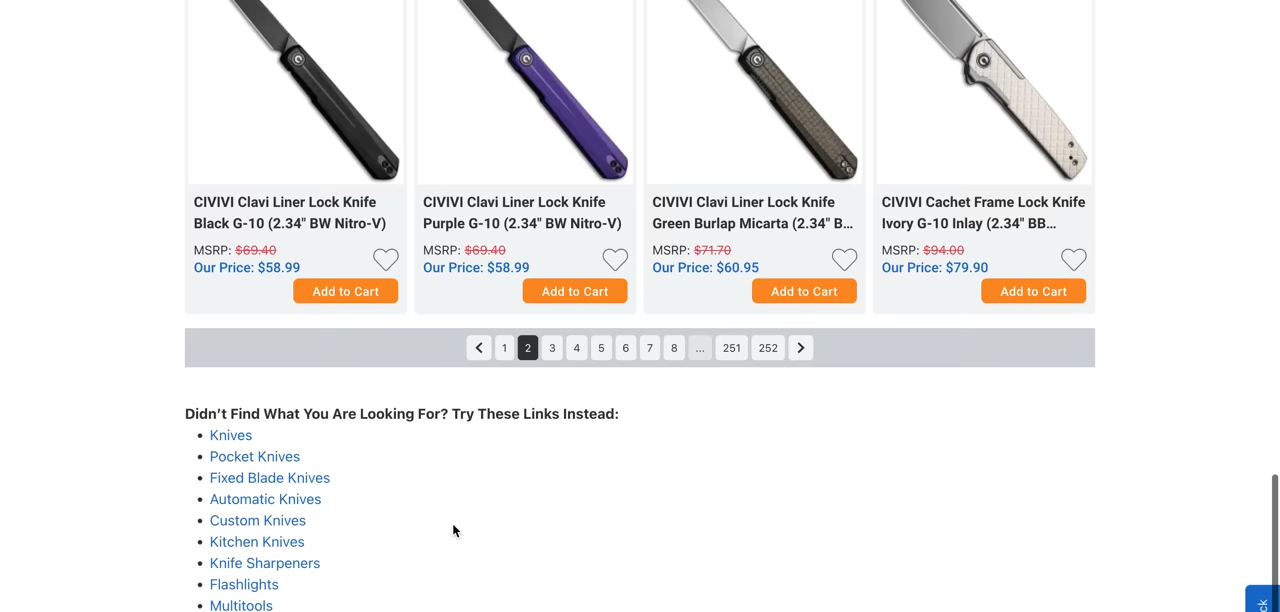 CIVIVI Clavi Liner Lock Knife
Black G-10 (2.34" BW Nitro-V)
MSRP: $69.40
Our Price: $58.99
Add to Cart
CIVIVI Clavi Liner Lock Knife
Purple G-10 (2.34" BW Nitro-V)
MSRP: $69.40
Our Price: $58.99
Add to Cart
CIVIVI Clavi Liner Lock Knife
Green Burlap Micarta (2.34" B...
MSRP: $71.70
Our Price: $60.95
Add to Cart
CIVIVI Cachet Frame Lock Knife
Ivory G-10 Inlay (2.34" BB...
MSRP: $94.00
Our Price: $79.90
Add to Cart
1 2 3 4 5 6 7 8 ... 251 252
Didn’t Find What You Are Looking For? Try These Links Instead:
Knives
Pocket Knives
Fixed Blade Knives
Automatic Knives
Custom Knives
Kitchen Knives
Knife Sharpeners
Flashlights
Multitools